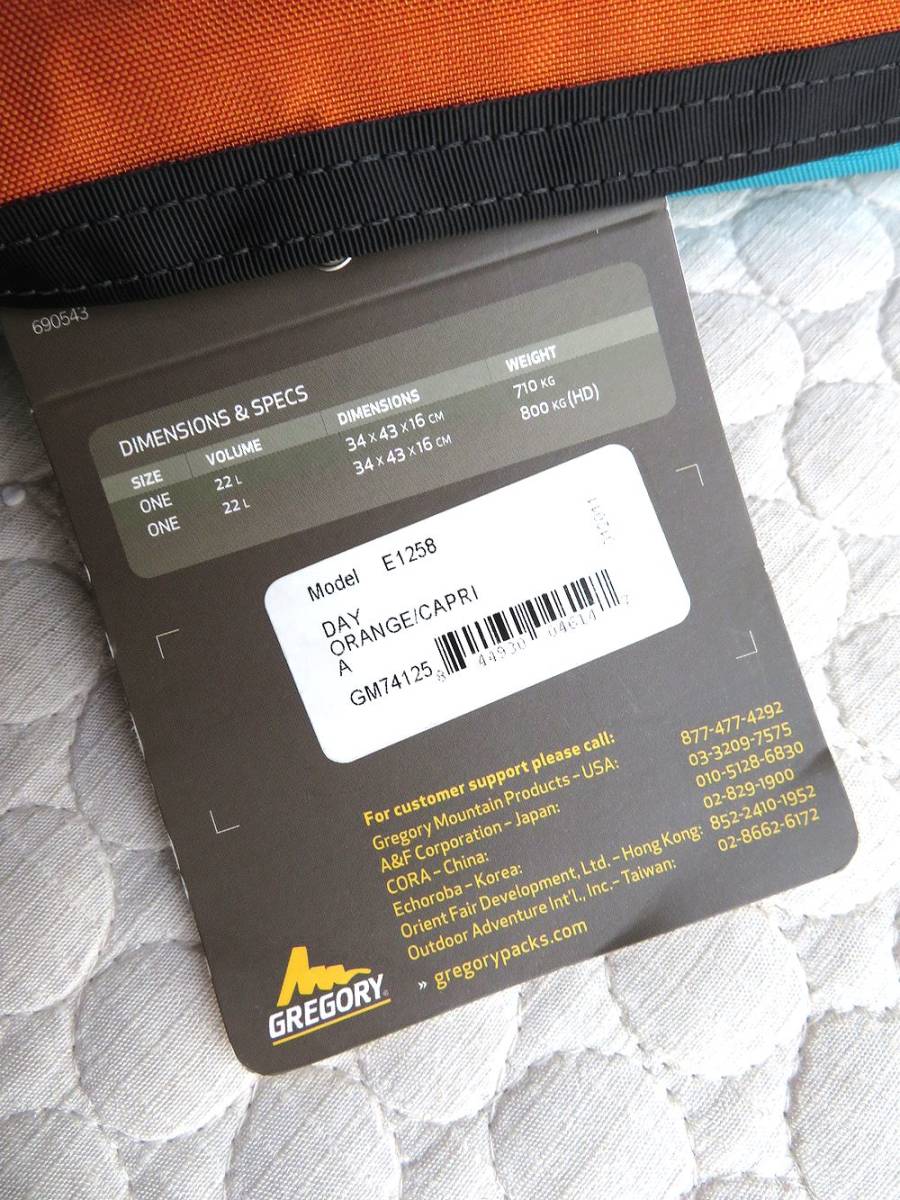 690543
DIMENSIONS & SPECS
SIZE VOLUME DIMENSIONS WEIGHT
ONE 22 L 34 x 43 x 16 CM 710 KG
ONE 22 L 34 x 43 x 16 CM 800 KG (HD)
Model E1258
DAY
ORANGE/CAPRI
A
GM74125
8 44930 04614 7
For customer support please call:
Gregory Mountain Products – USA: 877-477-4292
A&F Corporation – Japan: 03-3209-7575
CORA – China: 010-5128-6830
Echoroba – Korea: 02-829-1900
Orient Fair Development, Ltd. – Hong Kong: 852-2410-1952
Outdoor Adventure Int'l., Inc. – Taiwan: 02-8662-6172
» gregorypacks.com
GREGORY